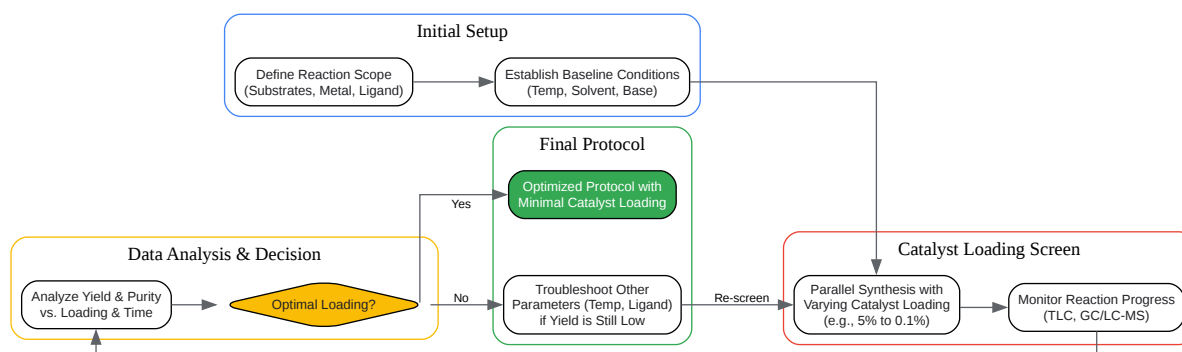 Initial Setup
Define Reaction Scope
(Substrates, Metal, Ligand)
Establish Baseline Conditions
(Temp, Solvent, Base)
Final Protocol
Optimized Protocol with
Minimal Catalyst Loading
Yes
Data Analysis & Decision
Analyze Yield & Purity
vs. Loading & Time
Optimal Loading?
No
Troubleshoot Other
Parameters (Temp, Ligand)
if Yield is Still Low
Re-screen
Catalyst Loading Screen
Parallel Synthesis with
Varying Catalyst Loading
(e.g., 5% to 0.1%)
Monitor Reaction Progress
(TLC, GC/LC-MS)